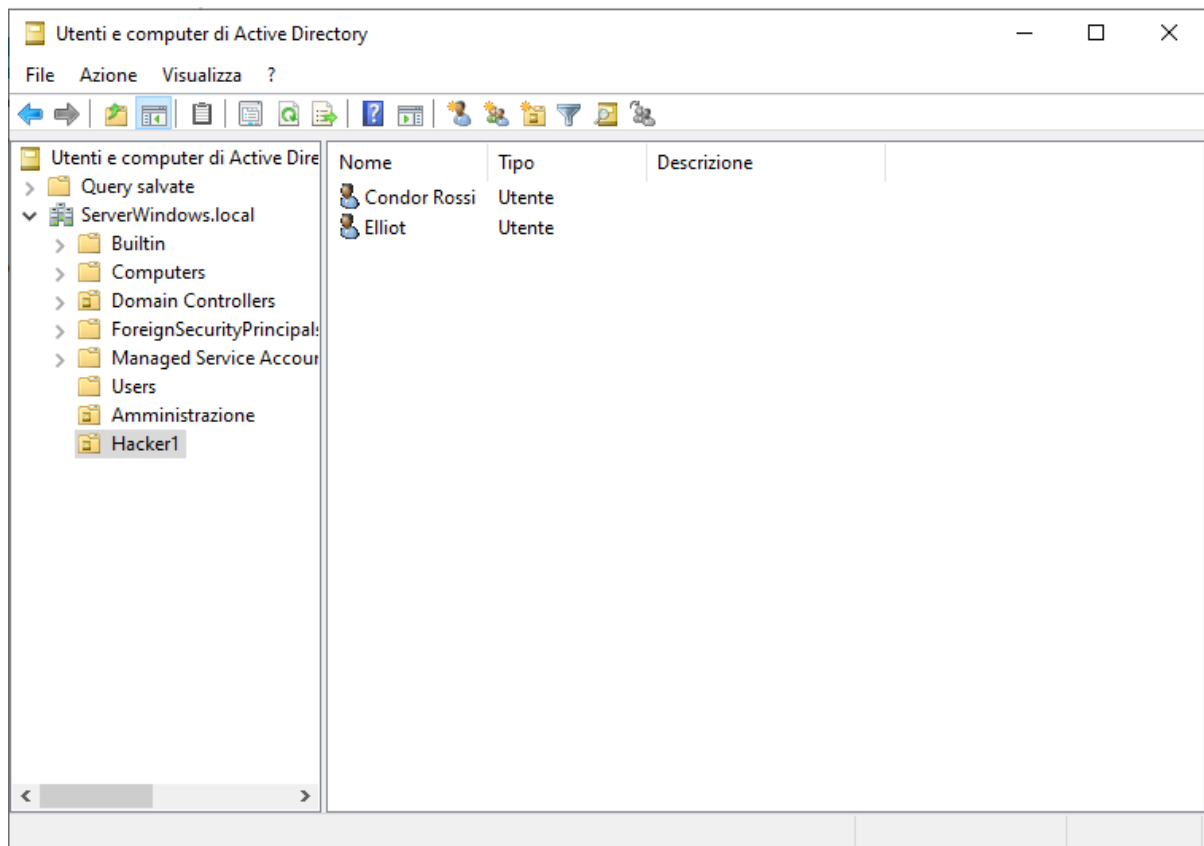 Utenti e computer di Active Directory
File Azione Visualizza ?
Utenti e computer di Active Dire
Query salvate
ServerWindows.local
Builtin
Computers
Domain Controllers
ForeignSecurityPrincipals
Managed Service Accour
Users
Amministrazione
Hacker1
Nome Tipo Descrizione
Condor Rossi Utente
Elliot Utente